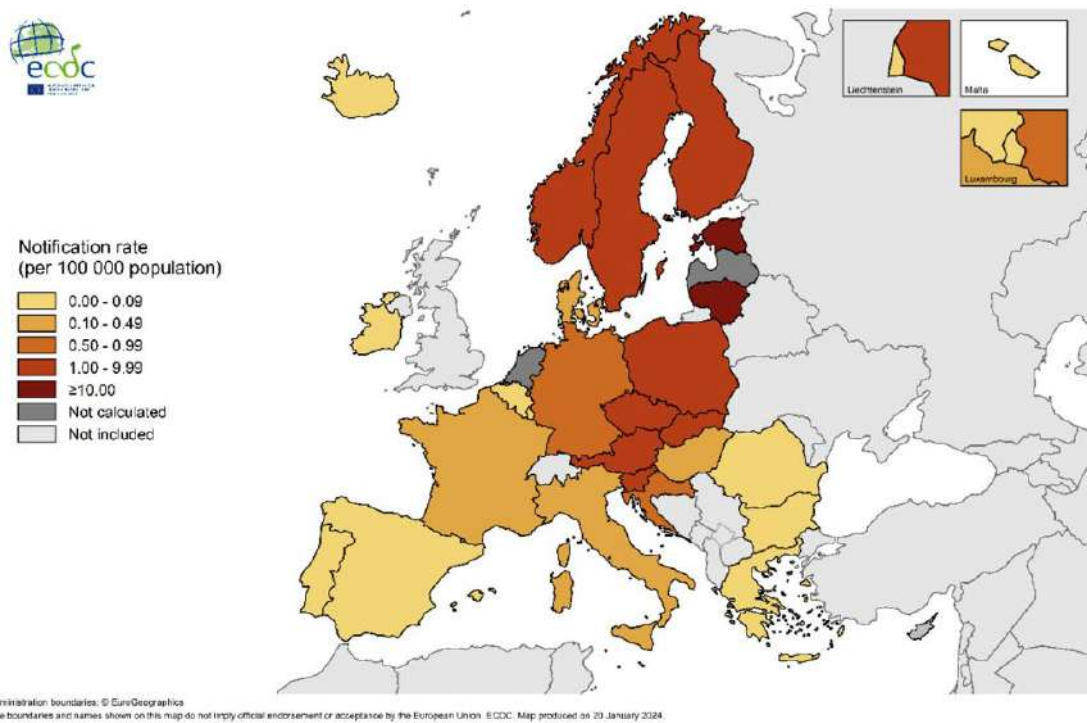 ecdc
Liechtenstein
Malta
Luxembourg
Notification rate
(per 100 000 population)
0.00 - 0.09
0.10 - 0.49
0.50 - 0.99
1.00 - 9.99
≥10.00
Not calculated
Not included
ministration boundaries: © EuroGeographics
e boundaries and names shown on this map do not imply official endorsement or acceptance by the European Union. ECDC. Map produced on 20 January 2024.